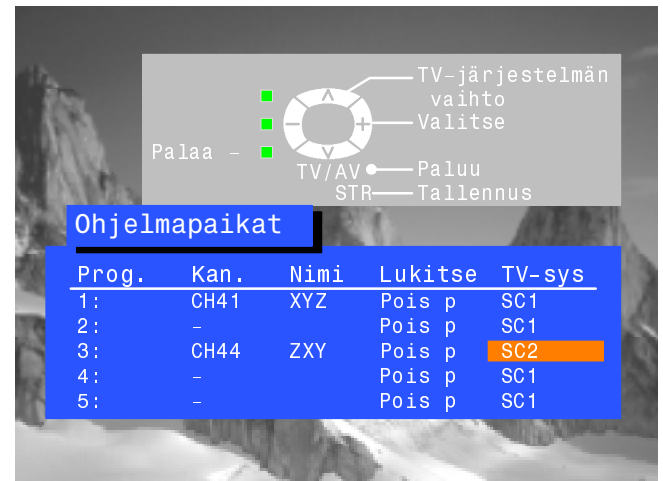 TV-järjestelmän
vaihto
Valitse
Palaa -
TV/AV Paluu
STR Tallennus
Ohjelmapaikat
Prog. Kan. Nimi Lukitse TV-sys
1: CH41 XYZ Pois p SC1
2: - Pois p SC1
3: CH44 ZXY Pois p SC2
4: - Pois p SC1
5: - Pois p SC1